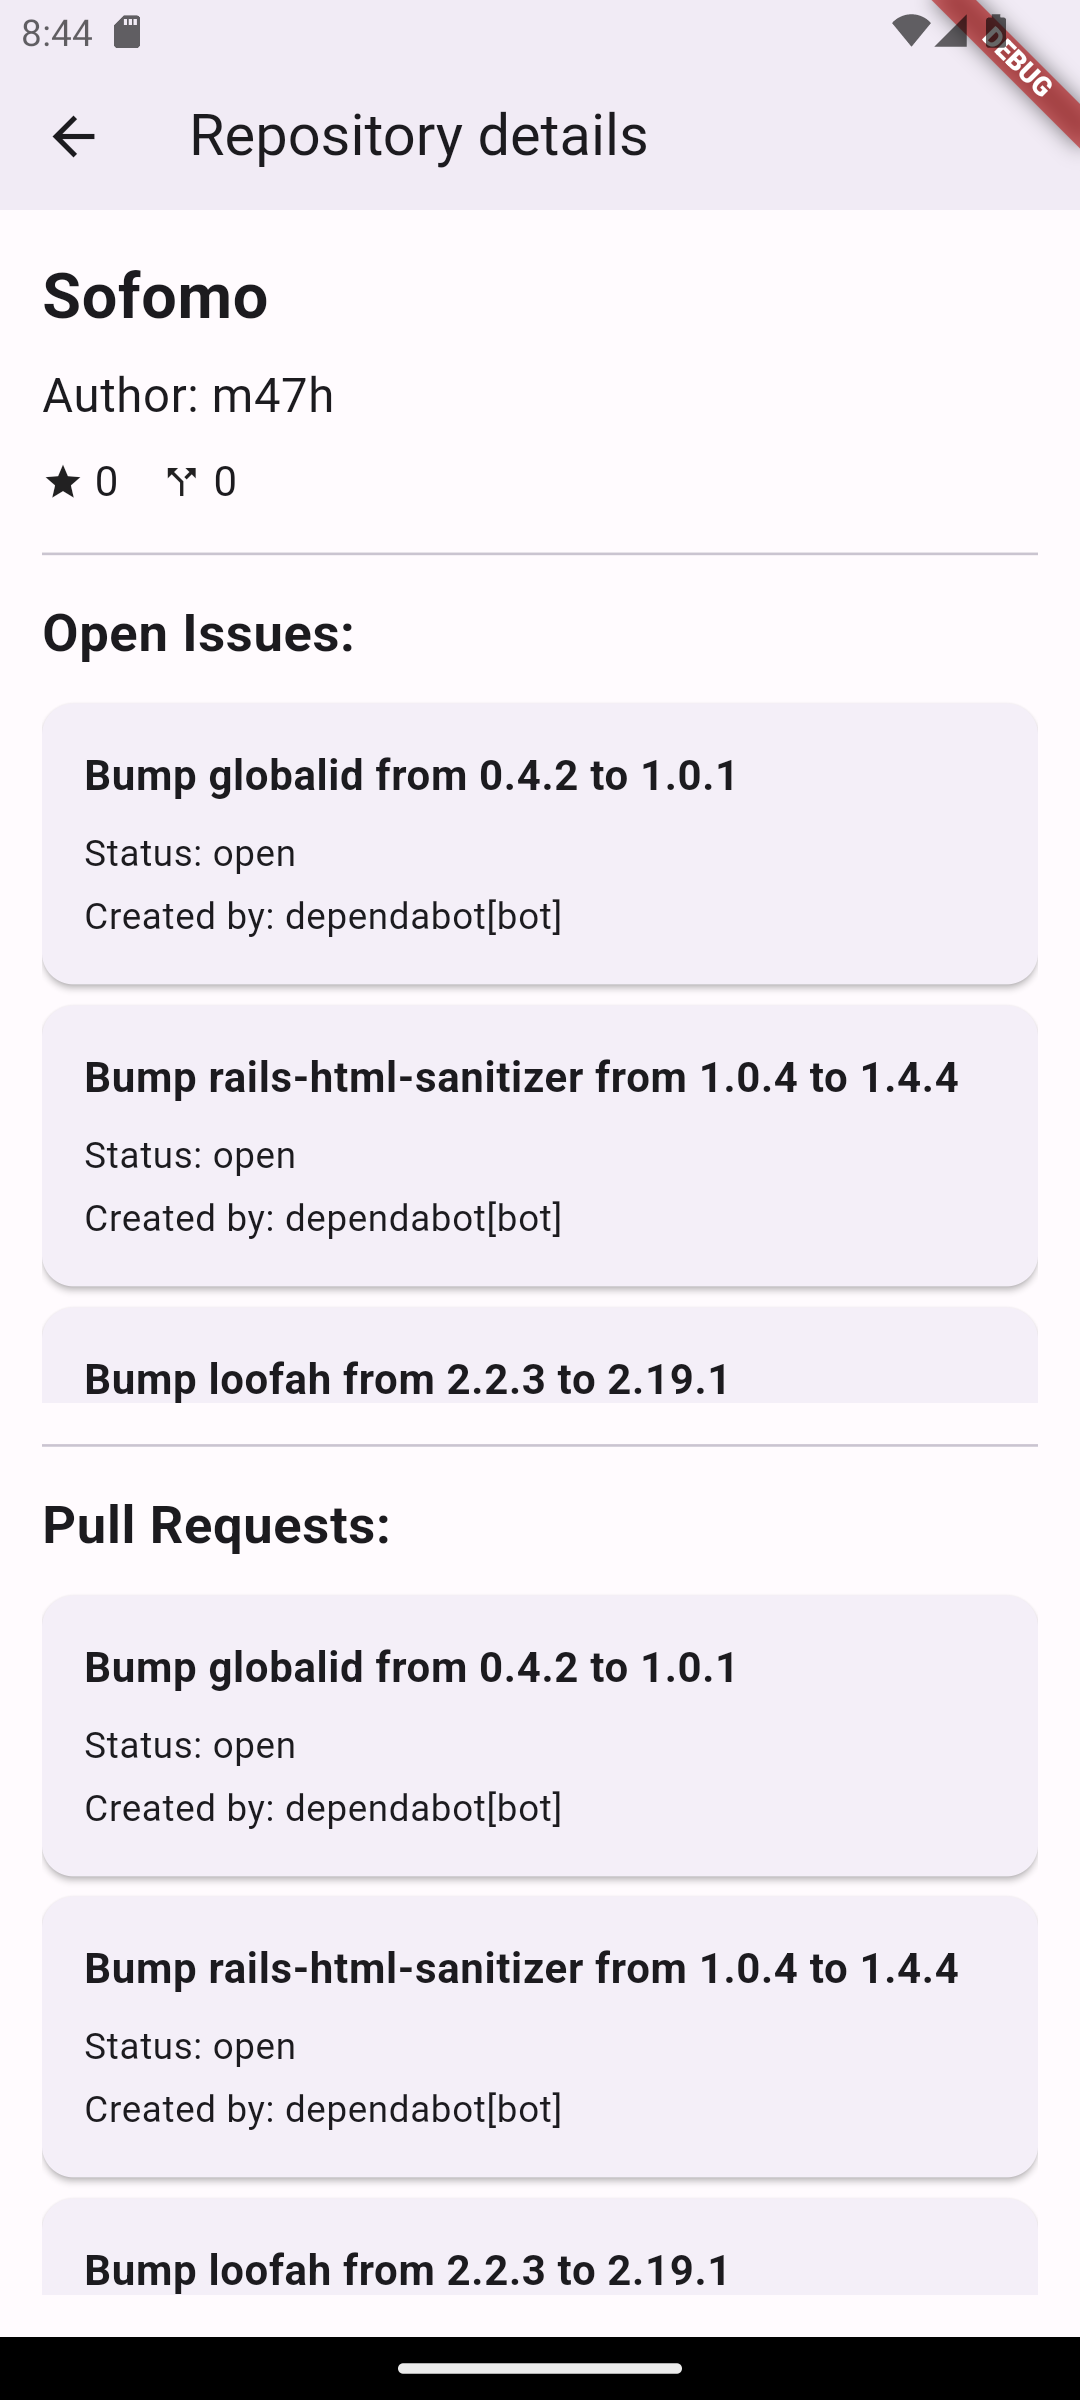 8:44
DEBUG
Repository details
Sofomo
Author: m47h
0 0
Open Issues:
Bump globalid from 0.4.2 to 1.0.1
Status: open
Created by: dependabot[bot]
Bump rails-html-sanitizer from 1.0.4 to 1.4.4
Status: open
Created by: dependabot[bot]
Bump loofah from 2.2.3 to 2.19.1
Pull Requests:
Bump globalid from 0.4.2 to 1.0.1
Status: open
Created by: dependabot[bot]
Bump rails-html-sanitizer from 1.0.4 to 1.4.4
Status: open
Created by: dependabot[bot]
Bump loofah from 2.2.3 to 2.19.1